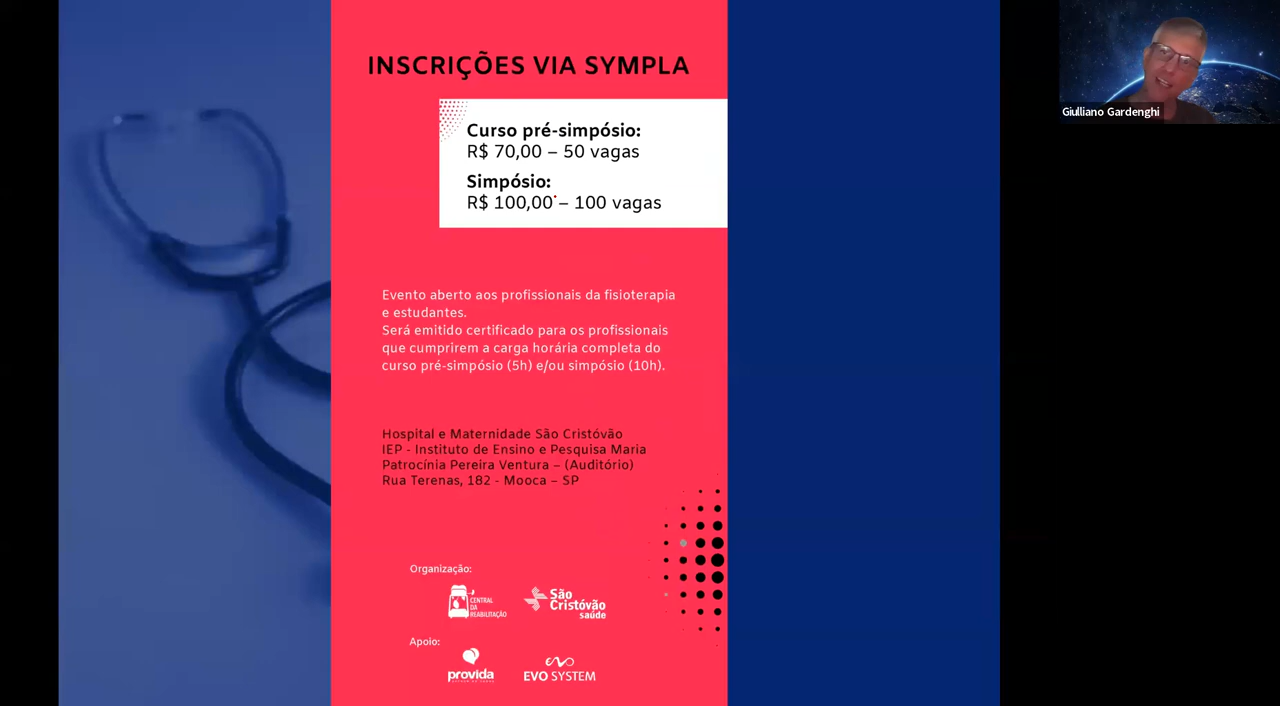 INSCRIÇÕES VIA SYMPLA
Curso pré-simpósio:
R$ 70,00 – 50 vagas
Simpósio:
R$ 100,00 – 100 vagas
Evento aberto aos profissionais da fisioterapia
e estudantes.
Será emitido certificado para os profissionais
que cumprirem a carga horária completa do
curso pré-simpósio (5h) e/ou simpósio (10h).
Hospital e Maternidade São Cristóvão
IEP - Instituto de Ensino e Pesquisa Maria
Patrocínia Pereira Ventura – (Auditório)
Rua Terenas, 182 - Mooca – SP
Organização:
CENTRAL
DA
REABILITAÇÃO
São
Cristóvão
saúde
Apoio:
provida
EVO SYSTEM
Giulliano Gardenghi